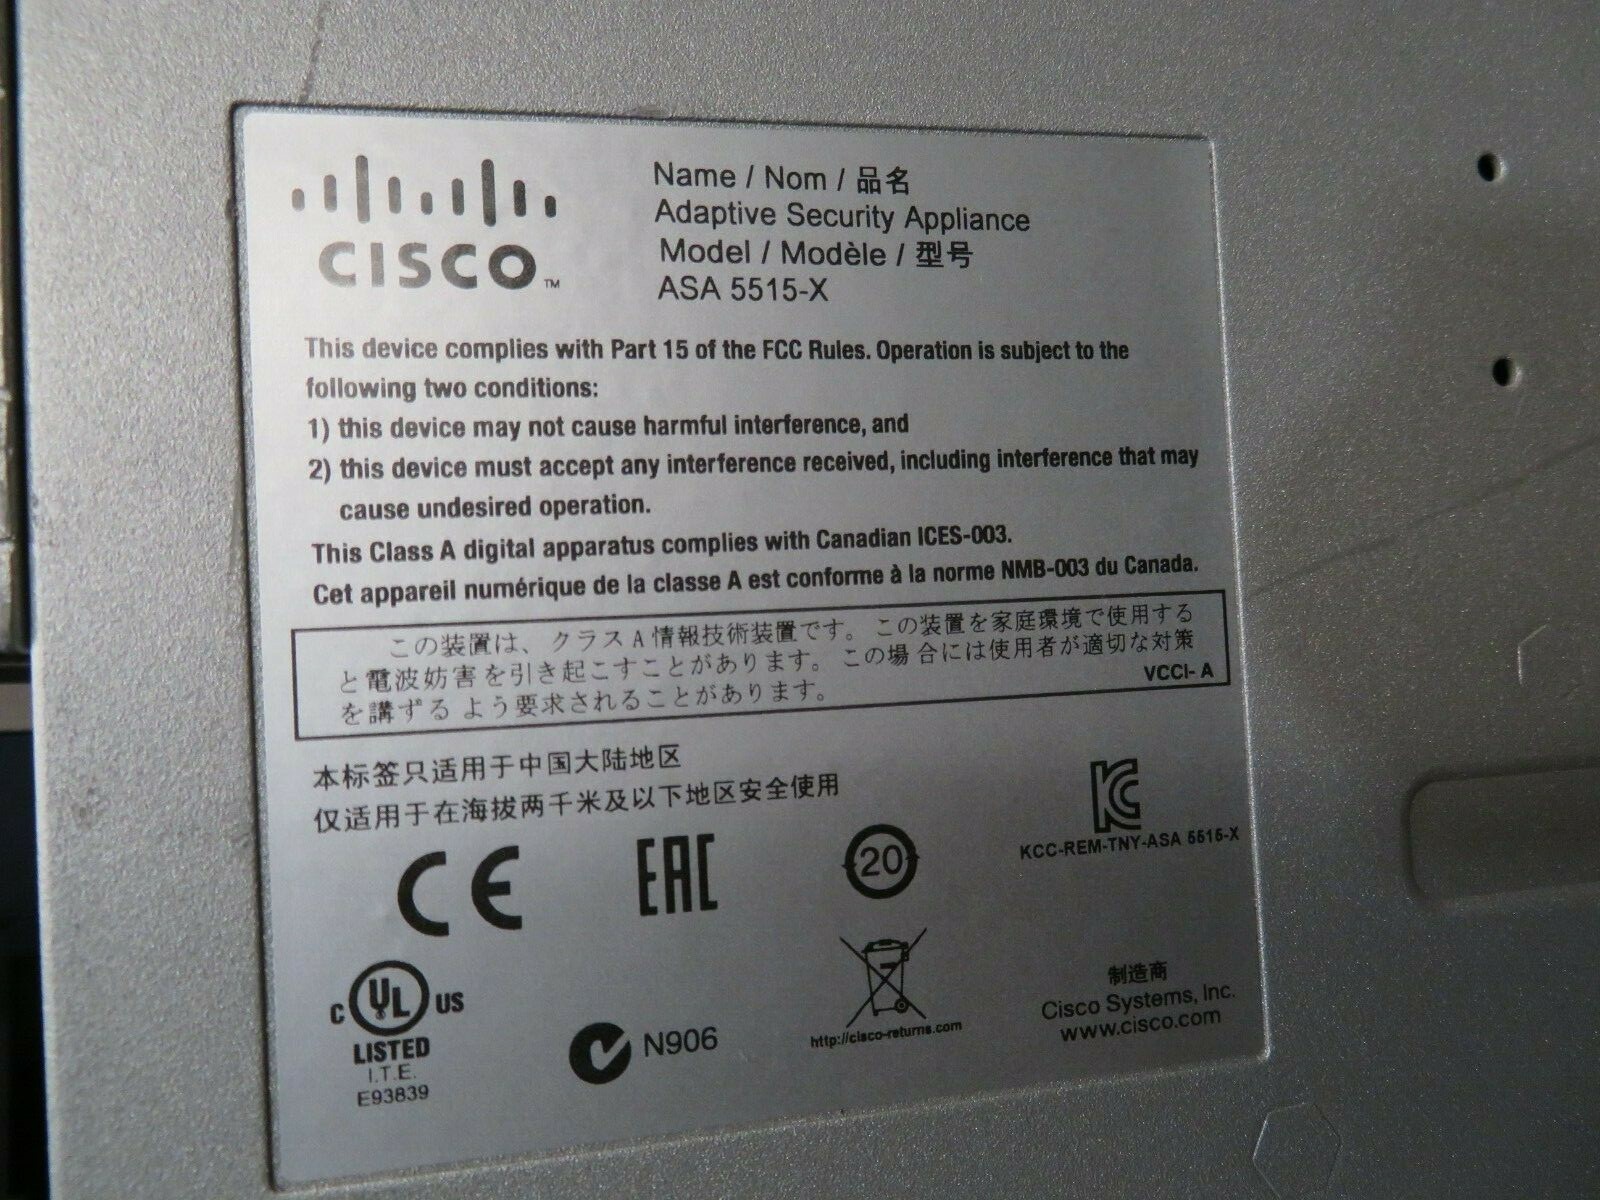 CISCO™
Name / Nom / 品名
Adaptive Security Appliance
Model / Modèle / 型号
ASA 5515-X
This device complies with Part 15 of the FCC Rules. Operation is subject to the
following two conditions:
1) this device may not cause harmful interference, and
2) this device must accept any interference received, including interference that may
cause undesired operation.
This Class A digital apparatus complies with Canadian ICES-003.
Cet appareil numérique de la classe A est conforme à la norme NMB-003 du Canada.
この装置は、クラスA情報技術装置です。この装置を家庭環境で使用する
と電波妨害を引き起こすことがあります。この場合には使用者が適切な対策
を講ずるよう要求されることがあります。
VCCI- A
本标签只适用于中国大陆地区
仅适用于在海拔两千米及以下地区安全使用
CE
EAC
20
KC
KCC-REM-TNY-ASA 5515-X
C UL US
LISTED
I.T.E.
E93839
N906
http://cisco-returns.com
制造商
Cisco Systems, Inc.
www.cisco.com